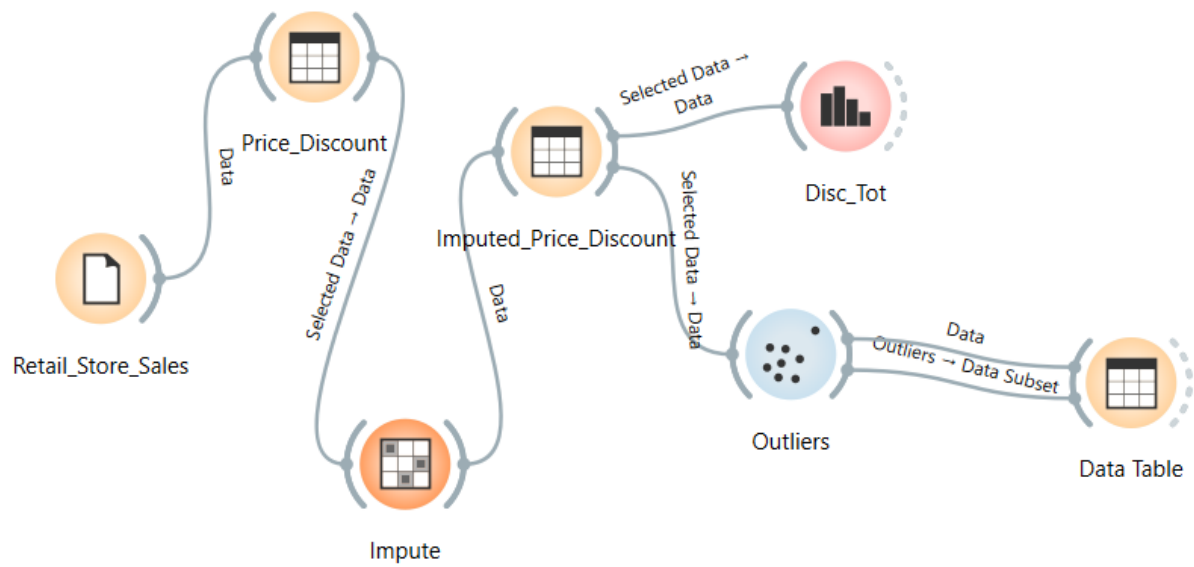 Price_Discount
Data
Retail_Store_Sales
Selected Data → Data
Impute
Data
Imputed_Price_Discount
Selected Data →
Data
Disc_Tot
Selected Data → Data
Outliers
Data
Outliers → Data Subset
Data Table